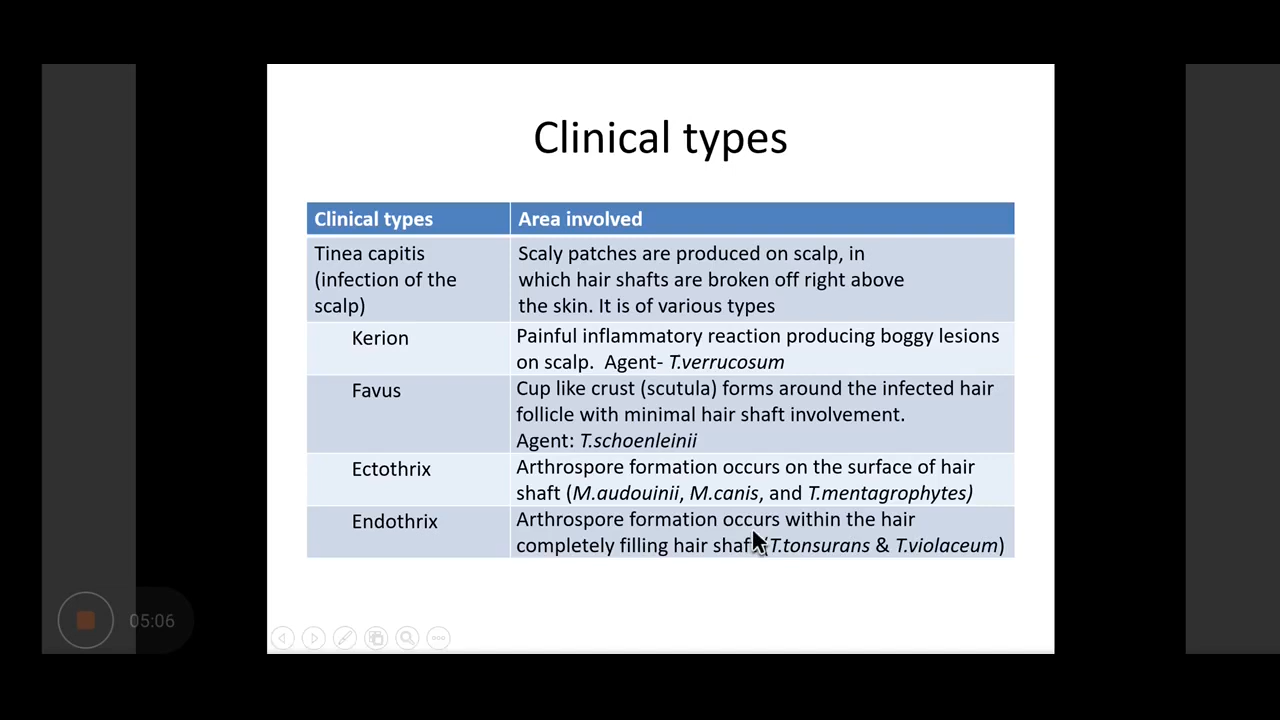 Clinical types
Clinical types
Area involved
Tinea capitis
(infection of the
scalp)
Scaly patches are produced on scalp, in
which hair shafts are broken off right above
the skin. It is of various types
Kerion
Painful inflammatory reaction producing boggy lesions
on scalp. Agent- T.verrucosum
Favus
Cup like crust (scutula) forms around the infected hair
follicle with minimal hair shaft involvement.
Agent: T.schoenleinii
Ectothrix
Arthrospore formation occurs on the surface of hair
shaft (M.audouinii, M.canis, and T.mentagrophytes)
Endothrix
Arthrospore formation occurs within the hair
completely filling hair shaft (T.tonsurans & T.violaceum)
05:06